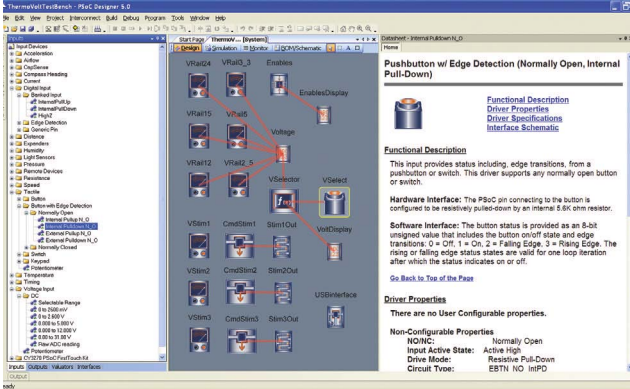 ThermoVoltTestBench - PSoC Designer 5.0
File Edit View Project Interconnect Build Debug Program Tools Window Help
Inputs
Input Devices
Acceleration
Airflow
CapSense
Compass Heading
Current
Digital Input
Banked Input
InternalPullUp
InternalPullDown
HighZ
Edge Detection
Generic Pin
Distance
Expanders
Humidity
Light Sensors
Pressure
Remote Devices
Resistance
Speed
Tactile
Button
Button with Edge Detection
Normally Open
Internal Pullup N_O
Internal Pulldown N_O
External Pullup N_O
External Pulldown N_O
Normally Closed
Switch
Keypad
Potentiometer
Temperature
Timing
Voltage Input
DC
Selectable Range
0 to 2600 mV
0 to 2.600 V
0.000 to 5.000 V
0.000 to 12.000 V
0.00 to 31.00 V
Raw ADC reading
Potentiometer
CY3270 PSoC FirstTouch Kit
Inputs Outputs Valuators Interfaces
Output
Ready
Start Page ThermoV... [System]
Design Simulation Monitor BOM/Schematic
VRail24 VRail3_3 Enables
EnablesDisplay
VRail15 VRail5
Voltage
VRail12 VRail2_5
VSelector VSelect
VStim1 CmdStim1 Stim1Out
VoltDisplay
VStim2 CmdStim2 Stim2Out
USBinterface
VStim3 CmdStim3 Stim3Out
Datasheet - Internal Pulldown N_O
Home
Pushbutton w/ Edge Detection (Normally Open, Internal
Pull-Down)
Functional Description
Driver Properties
Driver Specifications
Interface Schematic
Functional Description
This input provides status including, edge transitions, from a
pushbutton or switch. This driver supports any normally open button
or switch.
Hardware Interface: The PSoC pin connecting to the button is
configured to be resistively pulled-down by an internal 5.6K ohm resistor.
Software Interface: The button status is provided as an 8-bit
unsigned value that includes the button on/off state and edge
transitions: 0 = Off, 1 = On, 2 = Falling Edge, 3 = Rising Edge. The
rising or falling edge status states are valid for one loop iteration
after which the status indicates on or off.
Go Back to Top of the Page
Driver Properties
There are no User Configurable properties.
Non-Configurable Properties
NO/NC: Normally Open
Input Active State: Active High
Drive Mode: Resistive Pull-Down
Circuit Type: EBTN_NO_IntPD